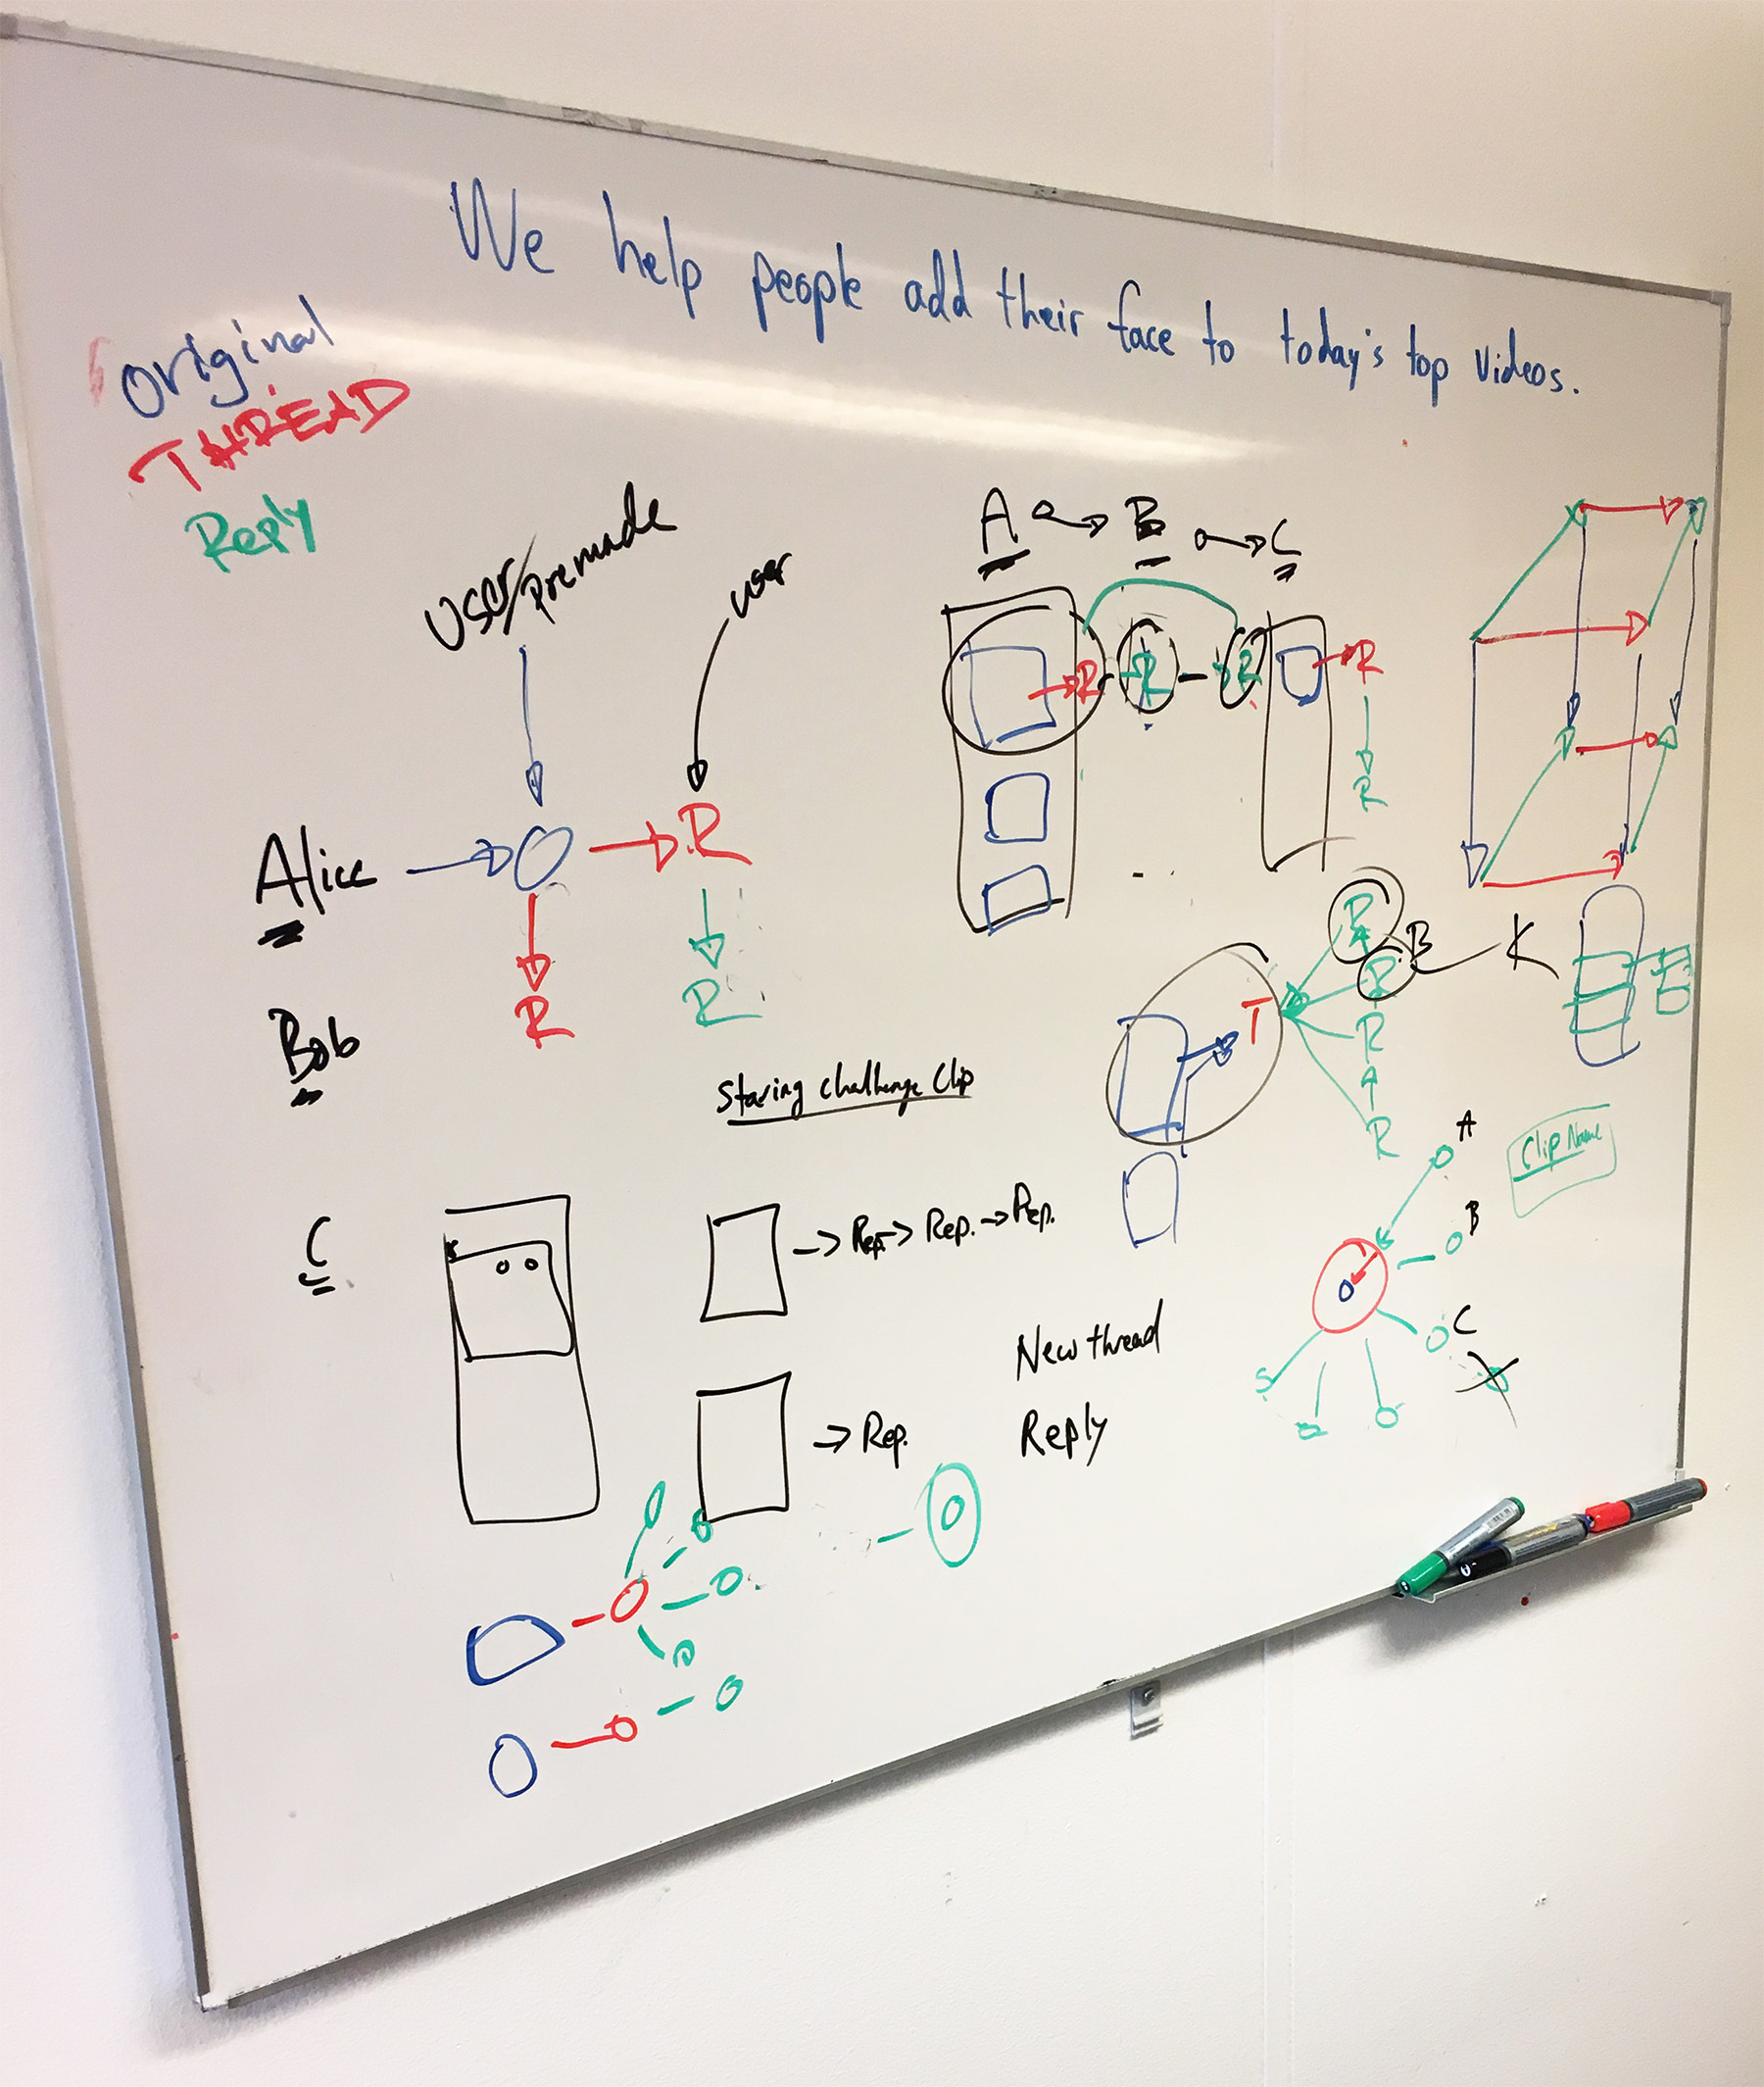 We help people add their face to today's top videos.
Original
THREAD
Reply
User/premade
user
A B C
R R R R
R
Alice
R
R
R
Bob
Staring Challenge Clip
R
A
R B K
T
R
A
R
Clip Name
A
B
C
O
S
C
Rep. Rep. Rep.
New thread
Rep.
Reply